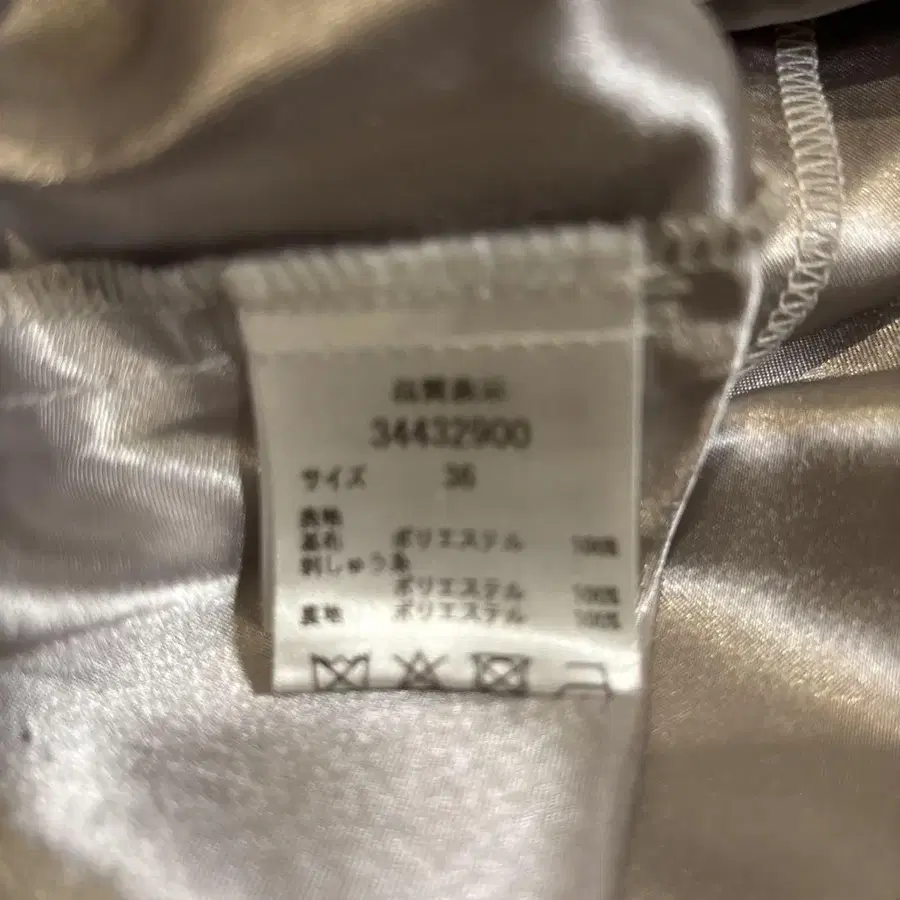 品質表示
34432900
サイズ 36
表地
基布 ポリエステル 100%
刺しゅう糸
ポリエステル 100%
裏地 ポリエステル 100%